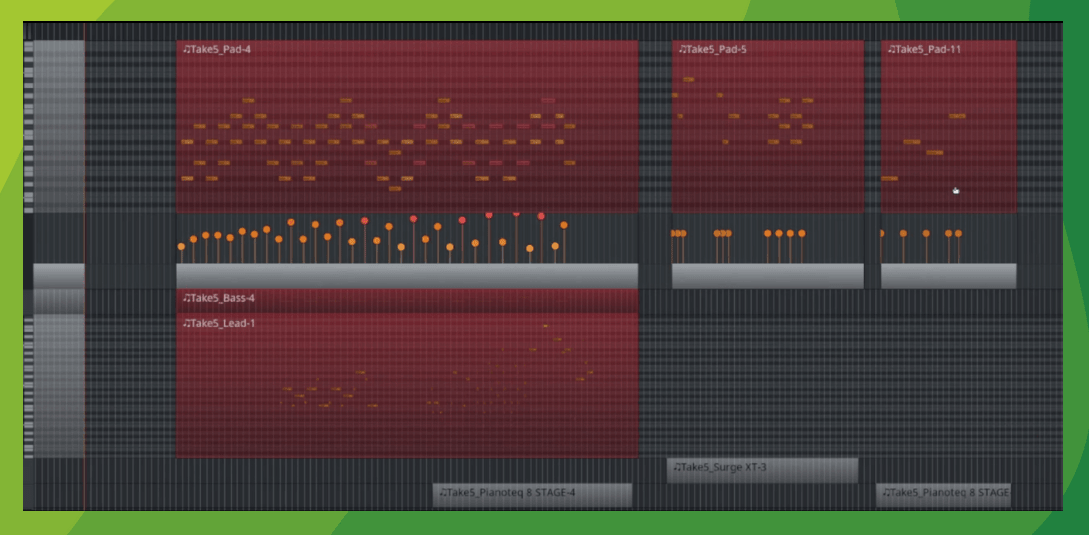 ♫Take5_Pad-4
♫Take5_Pad-5
♫Take5_Pad-11
♫Take5_Bass-4
♫Take5_Lead-1
♫Take5_Surge XT-3
♫Take5_Pianoteq 8 STAGE-4
♫Take5_Pianoteq 8 STAGE-